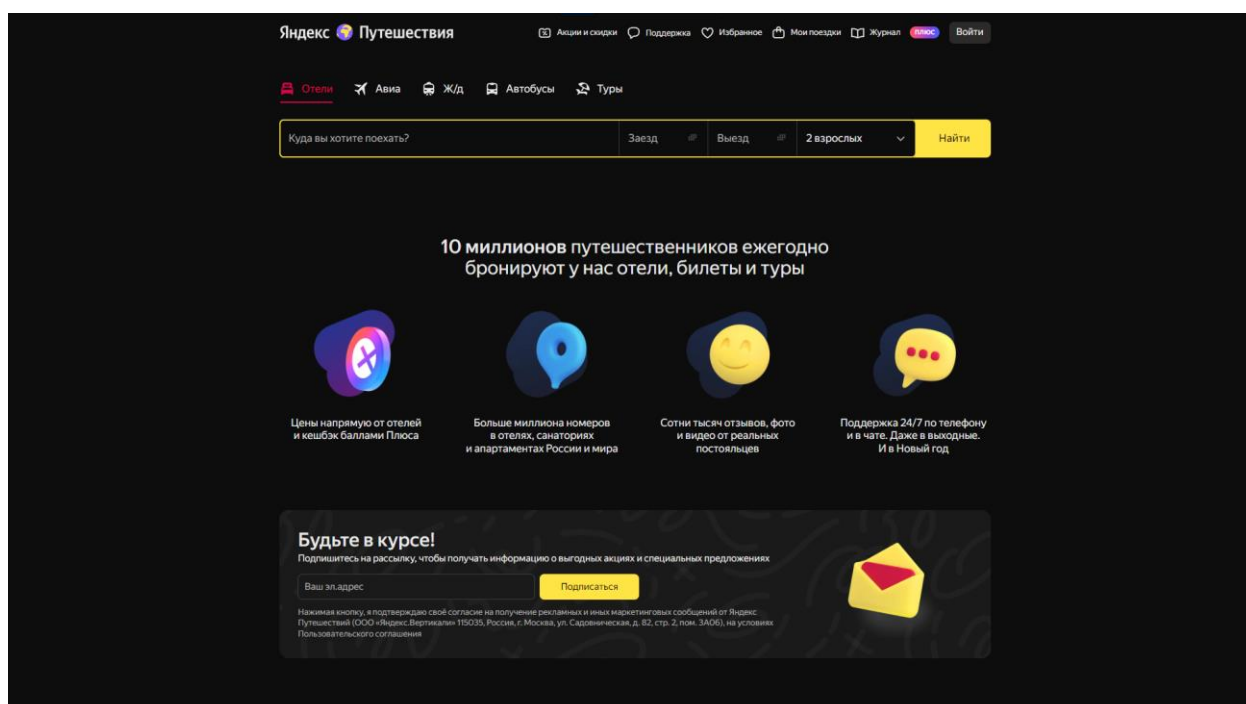 Яндекс Путешествия
Акции и скидки Поддержка Избранное Мои поездки Журнал плюс Войти
Отели Авиа Ж/д Автобусы Туры
Куда вы хотите поехать? Заезд Выезд 2 взрослых Найти
10 миллионов путешественников ежегодно
бронируют у нас отели, билеты и туры
Цены напрямую от отелей
и кешбэк баллами Плюса
Больше миллиона номеров
в отелях, санаториях
и апартаментах России и мира
Сотни тысяч отзывов, фото
и видео от реальных
постояльцев
Поддержка 24/7 по телефону
и в чате. Даже в выходные.
И в Новый год
Будьте в курсе!
Подпишитесь на рассылку, чтобы получать информацию о выгодных акциях и специальных предложениях
Ваш эл.адрес Подписаться
Нажимая кнопку, я подтверждаю своё согласие на получение рекламных и иных маркетинговых сообщений от Яндекс
Путешествий (ООО «Яндекс.Вертикали» 115035, Россия, г. Москва, ул. Садовническая, д. 82, стр. 2, пом. 3А06), на условиях
Пользовательского соглашения